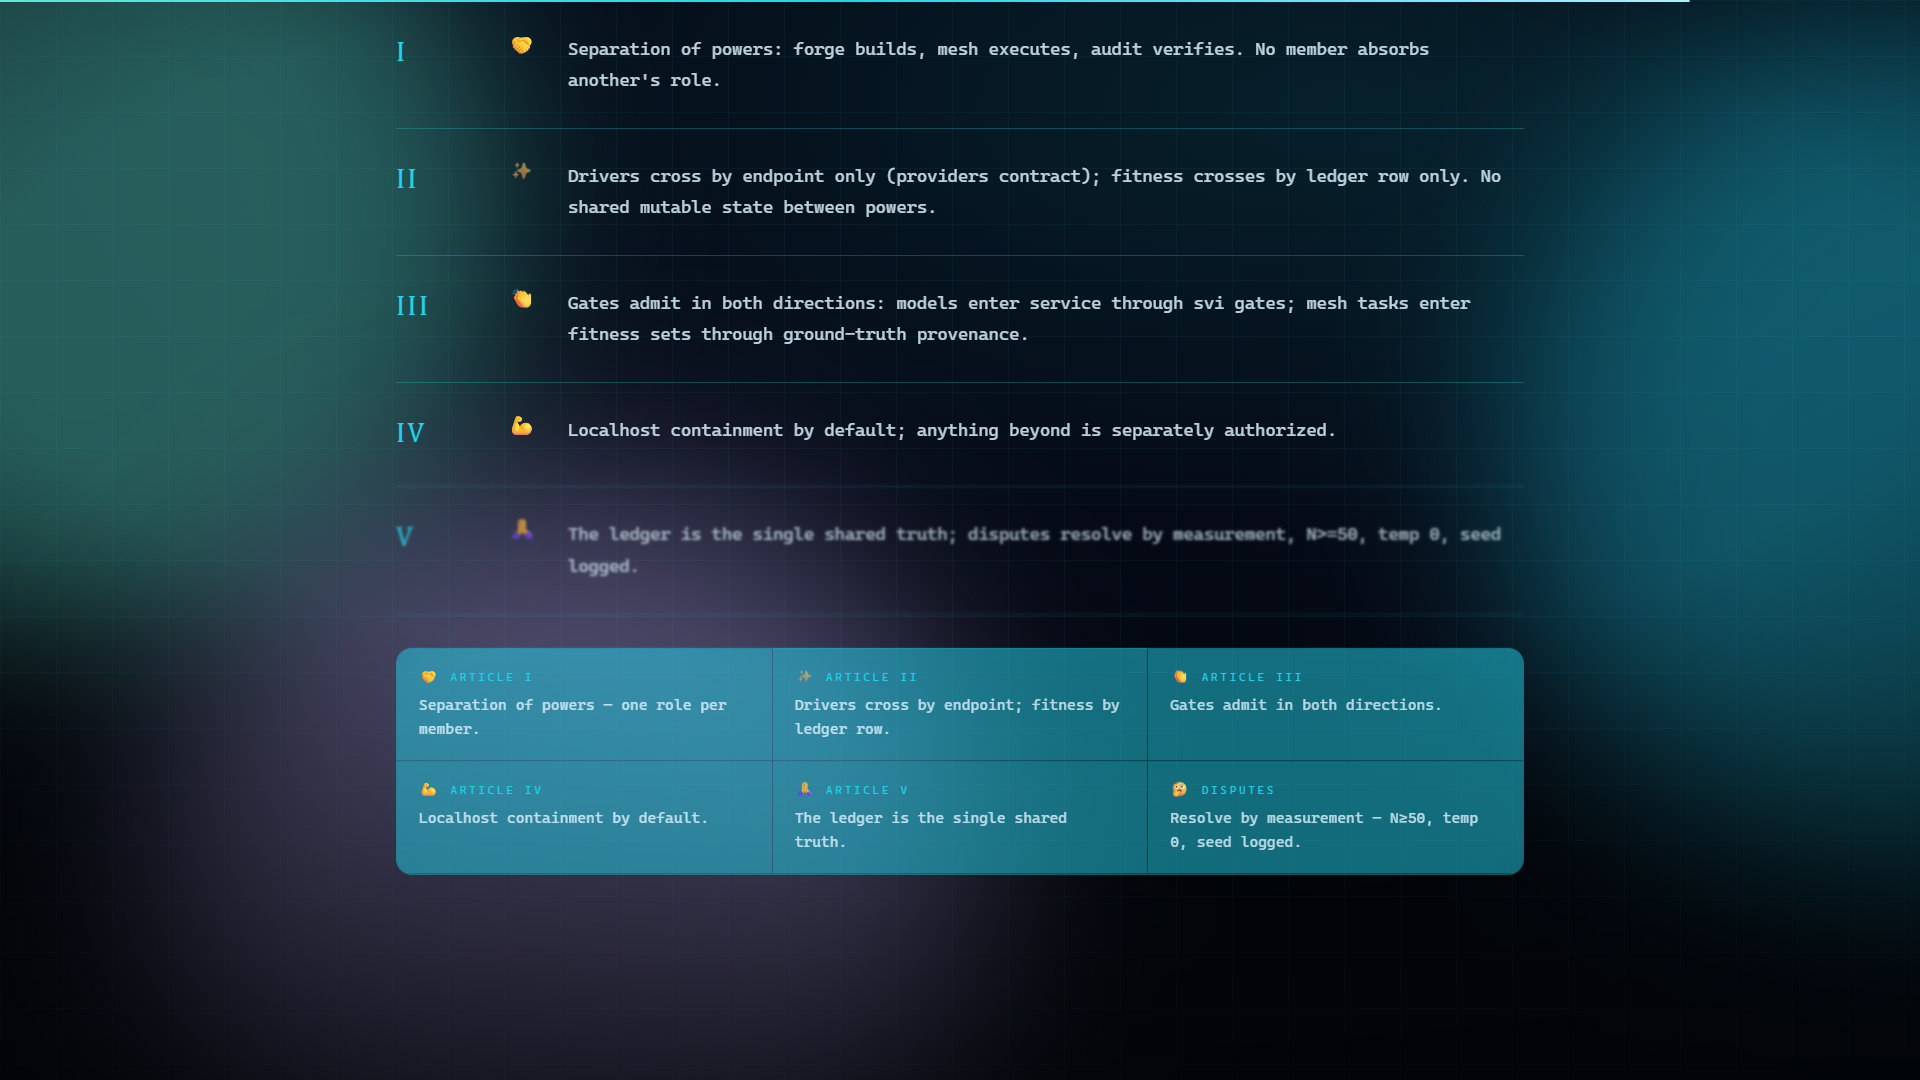 I
Separation of powers: forge builds, mesh executes, audit verifies. No member absorbs
another's role.
II
Drivers cross by endpoint only (providers contract); fitness crosses by ledger row only. No
shared mutable state between powers.
III
Gates admit in both directions: models enter service through svi gates; mesh tasks enter
fitness sets through ground-truth provenance.
IV
Localhost containment by default; anything beyond is separately authorized.
V
The ledger is the single shared truth; disputes resolve by measurement, N>=50, temp 0, seed
logged.
ARTICLE I
Separation of powers — one role per
member.
ARTICLE II
Drivers cross by endpoint; fitness by
ledger row.
ARTICLE III
Gates admit in both directions.
ARTICLE IV
Localhost containment by default.
ARTICLE V
The ledger is the single shared
truth.
DISPUTES
Resolve by measurement — N≥50, temp
0, seed logged.